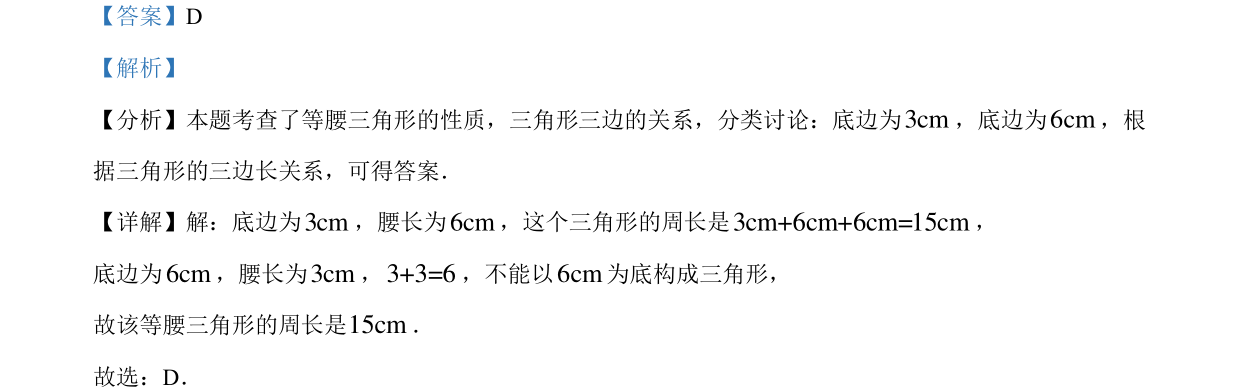 【答案】D
【解析】
【分析】本题考查了等腰三角形的性质，三角形三边的关系，分类讨论：底边为3cm，底边为6cm，根
据三角形的三边长关系，可得答案．
【详解】解：底边为3cm，腰长为6cm，这个三角形的周长是3cm+6cm+6cm=15cm，
底边为6cm，腰长为3cm，3+3=6，不能以6cm为底构成三角形，
故该等腰三角形的周长是15cm．
故选：D．